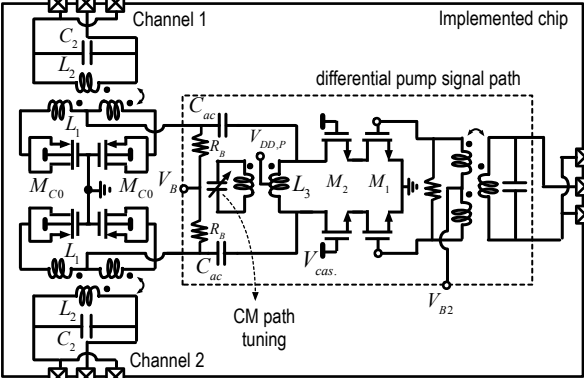 Channel 1
Implemented chip
C2
L2
differential pump signal path
L1
Cac
RB
VDD,P
MC0
MC0
VB
L3
M2
M1
L1
RB
Cac
Vcas.
L2
VB2
C2
CM path
tuning
Channel 2